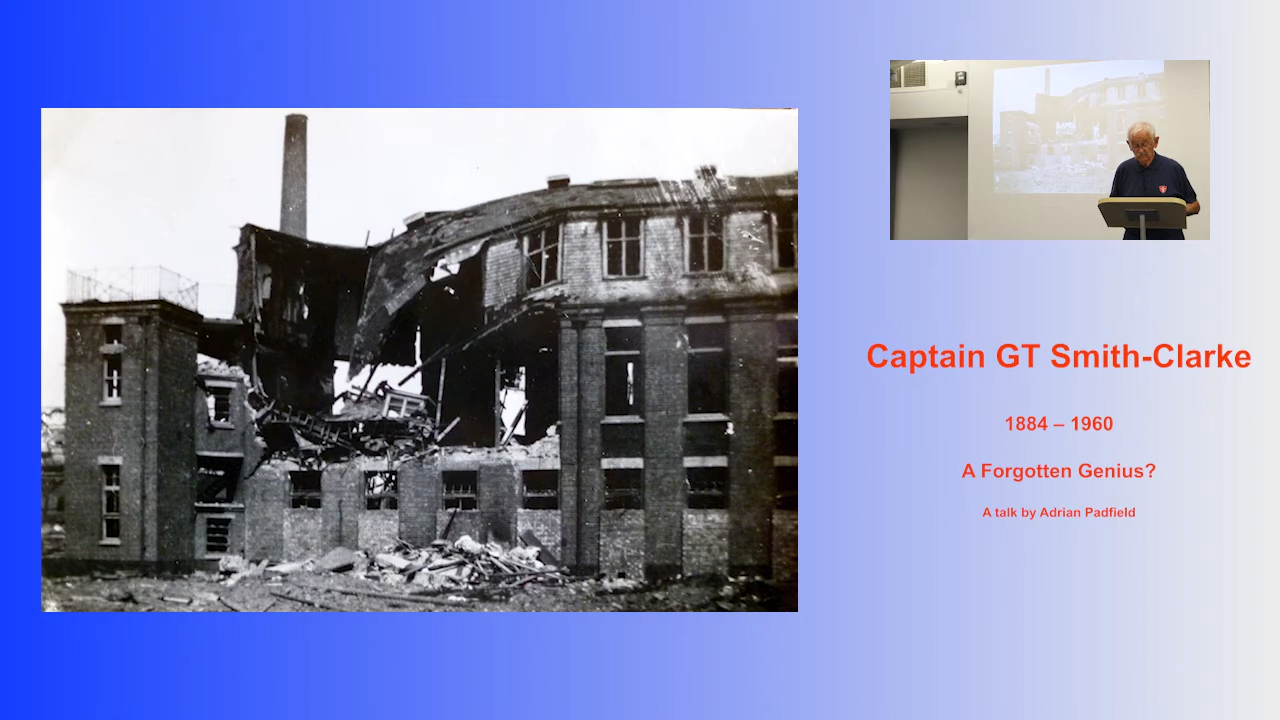 Captain GT Smith-Clarke
1884 – 1960
A Forgotten Genius?
A talk by Adrian Padfield